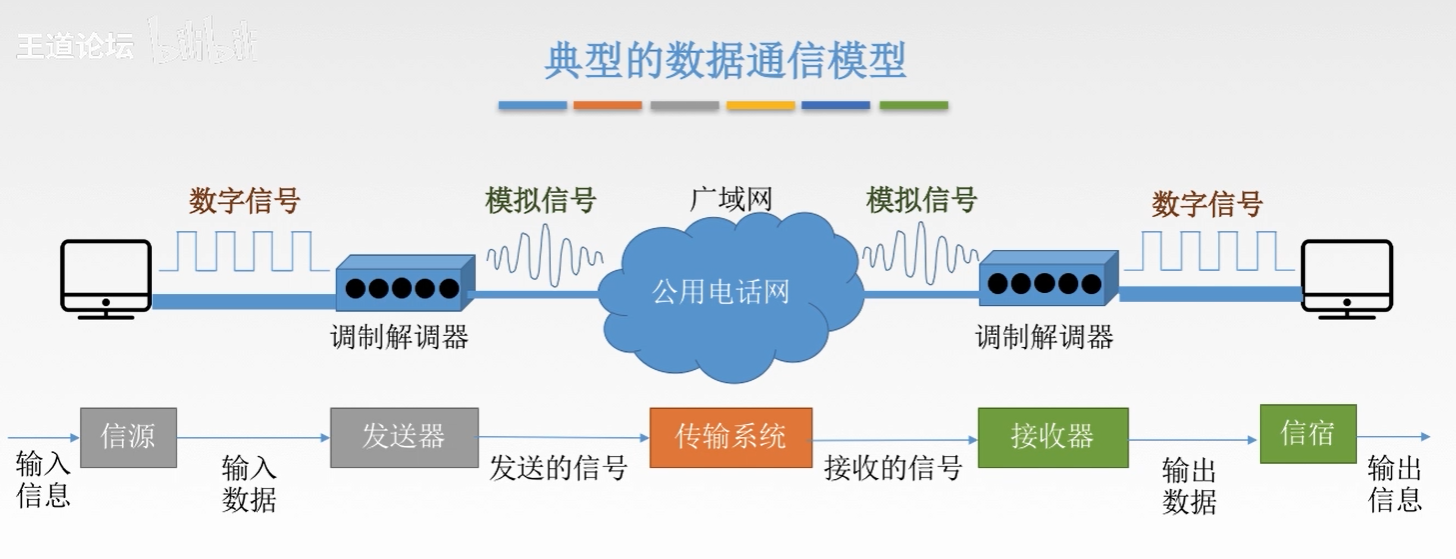 王道论坛 bilibili
典型的数据通信模型
数字信号
模拟信号
广域网
模拟信号
数字信号
公用电话网
调制解调器
调制解调器
信源
发送器
传输系统
接收器
信宿
输入
信息
输入
数据
发送的信号
接收的信号
输出
数据
输出
信息